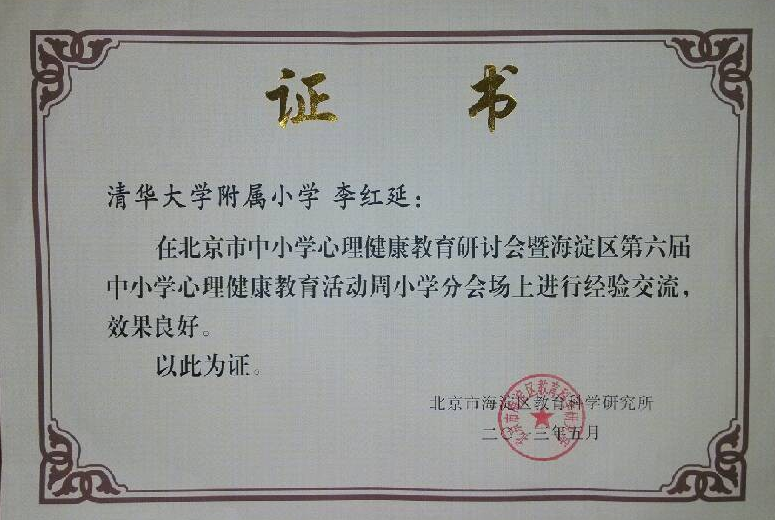 证 书
清华大学附属小学 李红延：
在北京市中小学心理健康教育研讨会暨海淀区第六届
中小学心理健康教育活动周小学分会场上进行经验交流，
效果良好。
以此为证。
北京市海淀区教育科学研究所
二〇一三年五月